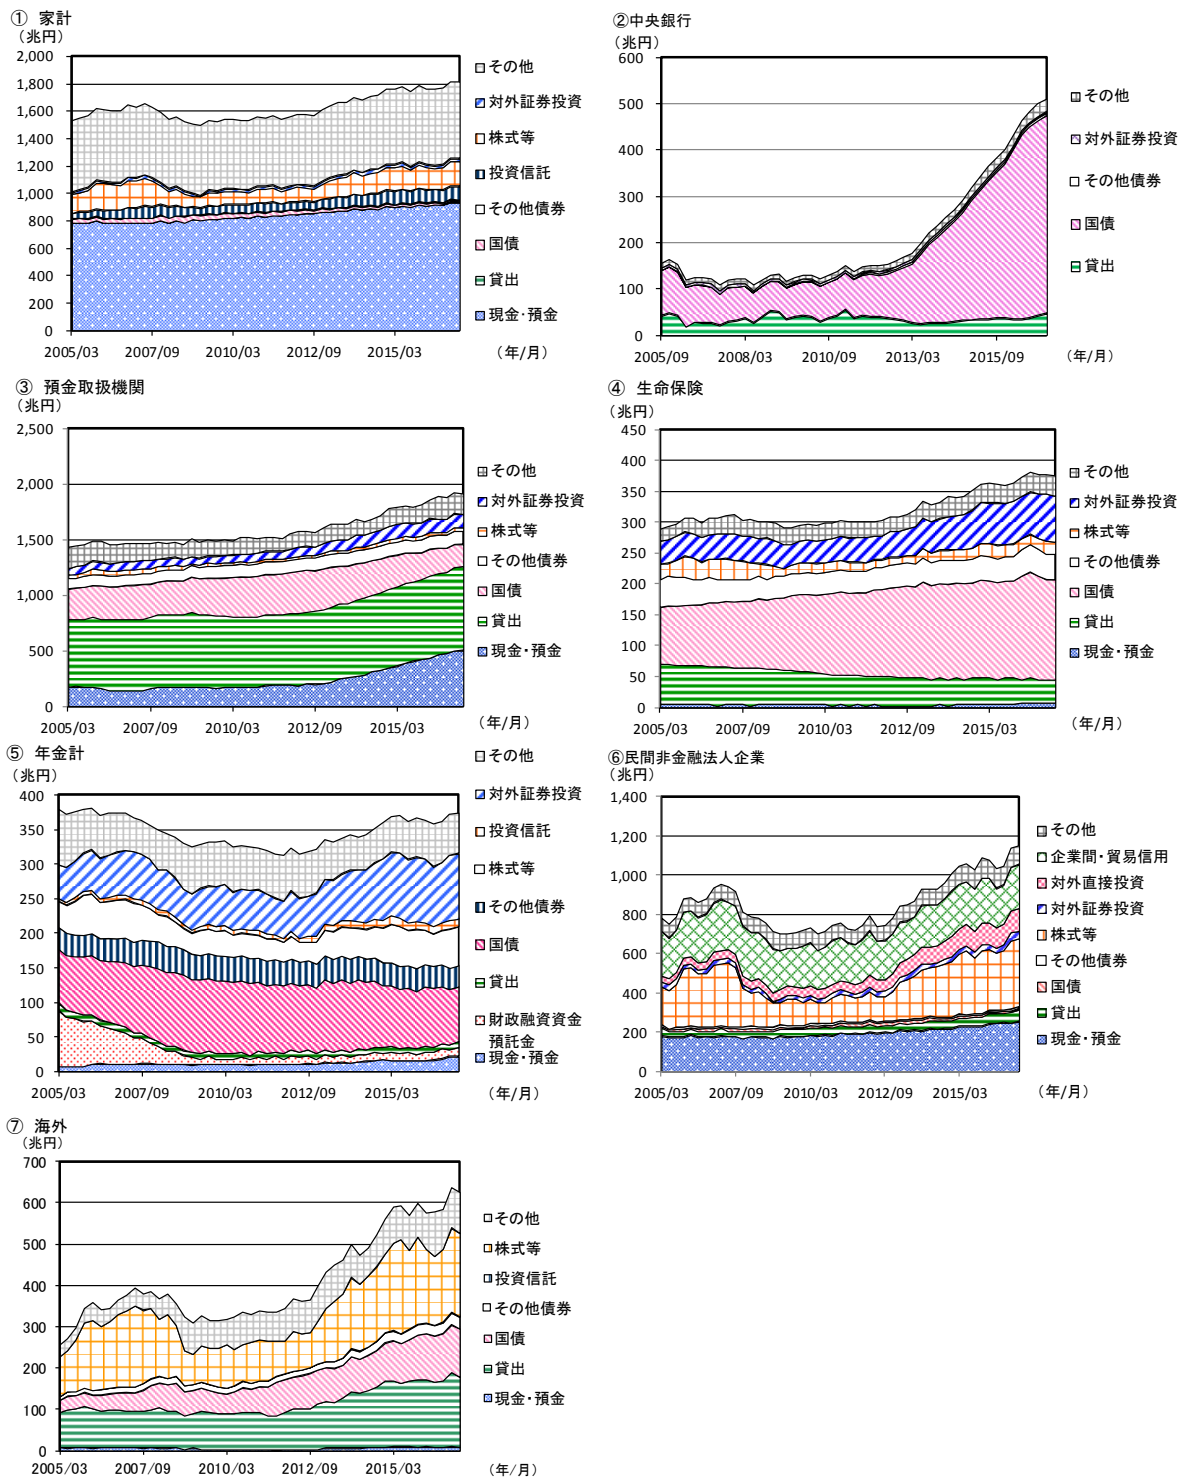 ① 家計
（兆円）
2,000
1,800
1,600
1,400
1,200
1,000
800
600
400
200
0
2005/03
2007/09
2010/03
2012/09
2015/03
（年/月）
その他
対外証券投資
株式等
投資信託
その他債券
国債
貸出
現金・預金
②中央銀行
（兆円）
600
500
400
300
200
100
0
2005/09
2008/03
2010/09
2013/03
2015/09
（年/月）
その他
対外証券投資
その他債券
国債
貸出
③ 預金取扱機関
（兆円）
2,500
2,000
1,500
1,000
500
0
2005/03
2007/09
2010/03
2012/09
2015/03
（年/月）
その他
対外証券投資
株式等
その他債券
国債
貸出
現金・預金
④ 生命保険
（兆円）
450
400
350
300
250
200
150
100
50
0
2005/03
2007/09
2010/03
2012/09
2015/03
（年/月）
その他
対外証券投資
株式等
その他債券
国債
貸出
現金・預金
⑤ 年金計
（兆円）
400
350
300
250
200
150
100
50
0
2005/03
2007/09
2010/03
2012/09
2015/03
（年/月）
その他
対外証券投資
投資信託
株式等
その他債券
国債
貸出
財政融資資金
預託金
現金・預金
⑥民間非金融法人企業
（兆円）
1,400
1,200
1,000
800
600
400
200
0
2005/03
2007/09
2010/03
2012/09
2015/03
（年/月）
その他
企業間・貿易信用
対外直接投資
対外証券投資
株式等
その他債券
国債
貸出
現金・預金
⑦ 海外
（兆円）
700
600
500
400
300
200
100
0
2005/03
2007/09
2010/03
2012/09
2015/03
（年/月）
その他
株式等
投資信託
その他債券
国債
貸出
現金・預金